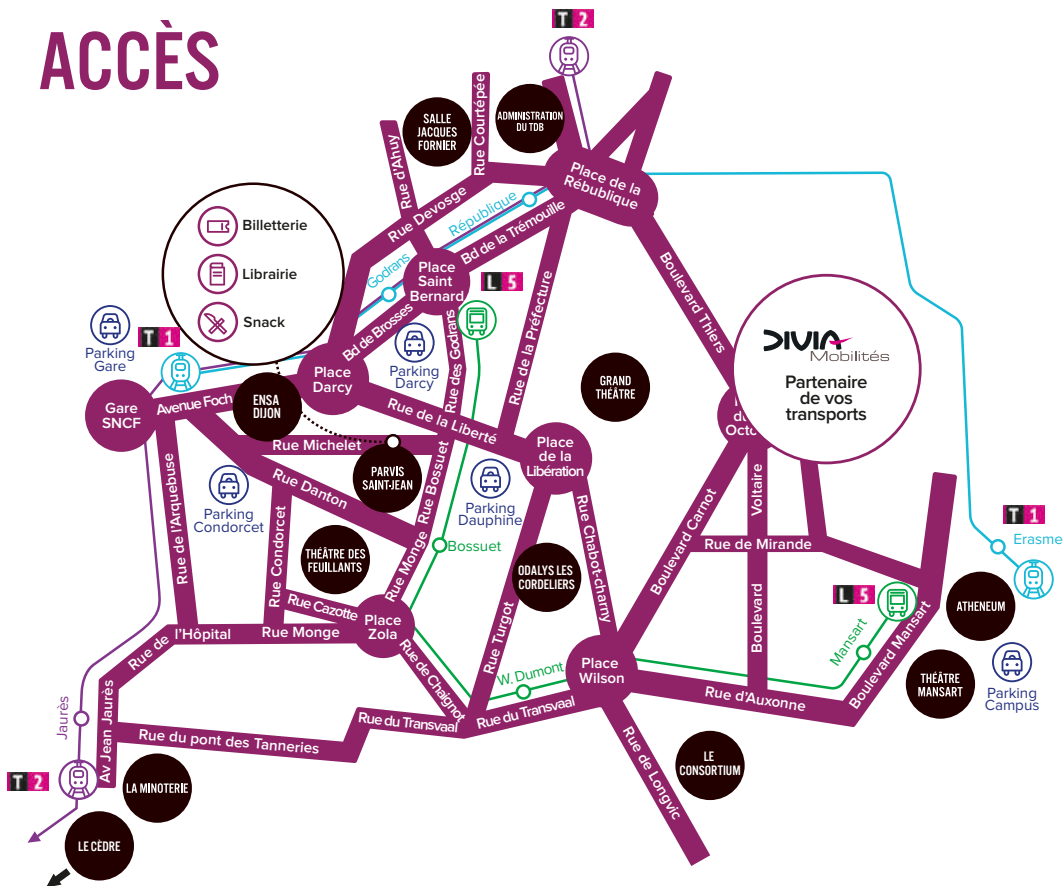 ACCÈS
T 2
SALLE
JACQUES
FORNIER
Rue Courtépée
ADMINISTRATION
DU TDB
Rue d'Ahuy
Place de la
Rébublique
Rue Devosge
République
Bd de la Trémouille
Billetterie
Librairie
Snack
Godrans
Place
Saint
Bernard
L 5
Bd de Brosses
Rue des Godrans
Rue de la Préfecture
Boulevard Thiers
DIVIA
Mobilités
Partenaire
de vos
transports
Parking
Gare
T 1
Parking
Darcy
Place
Darcy
GRAND
THÉÂTRE
Gare
SNCF
Avenue Foch
ENSA
DIJON
Rue de la Liberté
du
Octo
Rue Michelet
Place
de la
Libération
PARVIS
SAINT-JEAN
Rue Bossuet
Rue Danton
Parking
Condorcet
Parking
Dauphine
Rue de l'Arquebuse
Voltaire
Boulevard
Boulevard Carnot
T 1
Erasme
Bossuet
Rue de Mirande
Rue Condorcet
THÉÂTRE DES
FEUILLANTS
Rue Monge
ODALYS LES
CORDELIERS
Rue Chabot-charny
L 5
ATHENEUM
Rue Cazotte
Place
Zola
Rue de
l'Hôpital
Rue Monge
Rue Turgot
Mansart
Boulevard Mansart
Rue de Chaignot
W. Dumont
Place
Wilson
Rue d'Auxonne
THÉÂTRE
MANSART
Parking
Campus
Jaurès
Av Jean Jaurès
Rue du pont des Tanneries
Rue du Transvaal
Rue du Transvaal
Rue de Longvic
LE
CONSORTIUM
T 2
LA MINOTERIE
LE CÈDRE